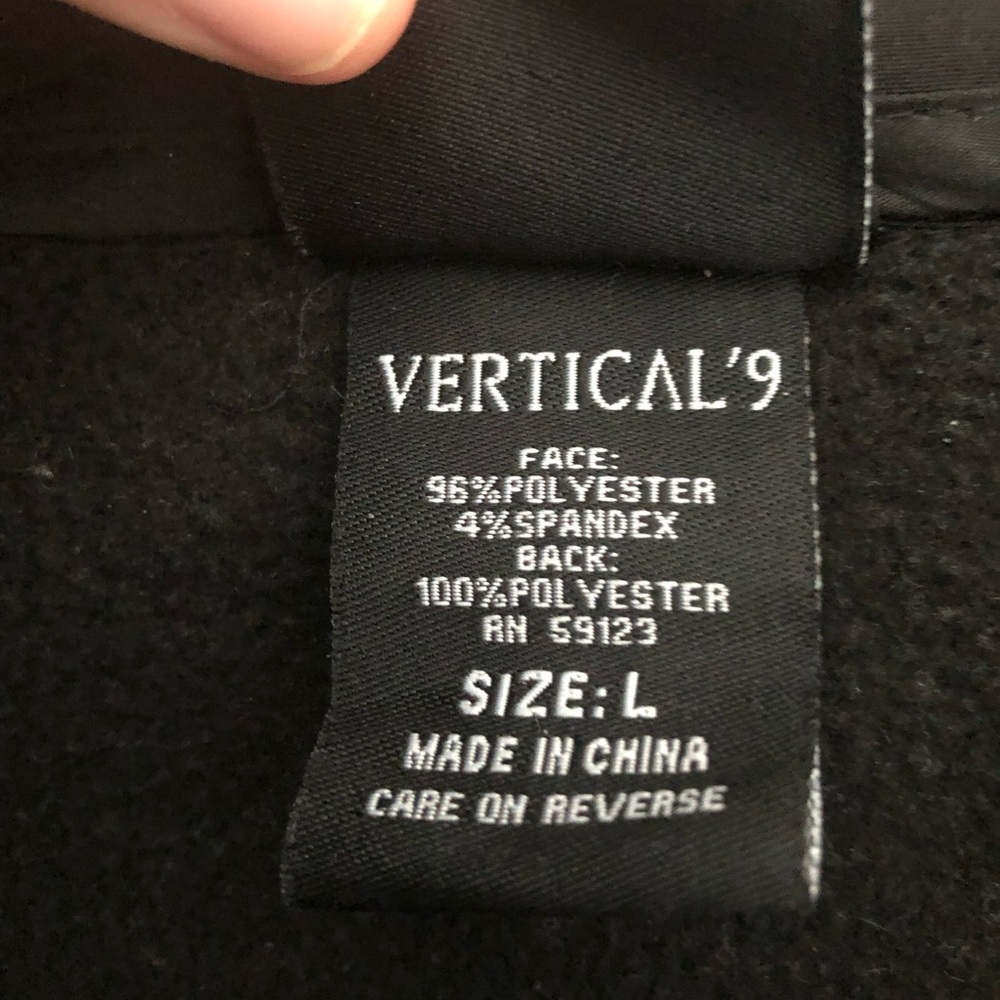 VERTICAL'9
FACE:
96%POLYESTER
4%SPANDEX
BACK:
100%POLYESTER
RN 59123
SIZE: L
MADE IN CHINA
CARE ON REVERSE